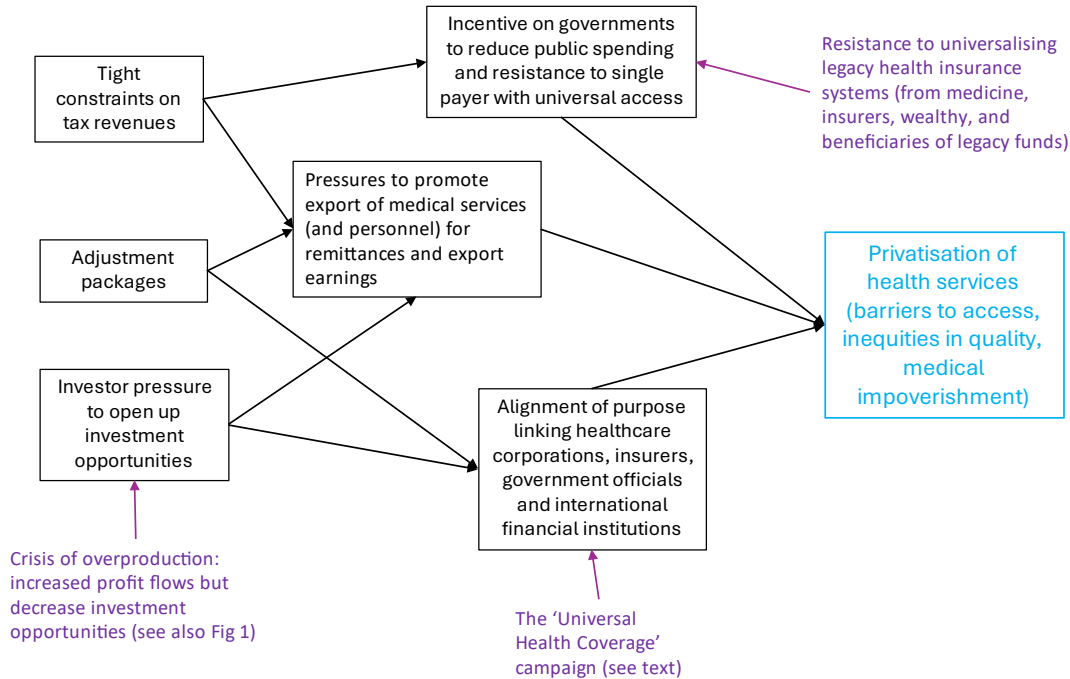 Tight
constraints on
tax revenues
Adjustment
packages
Investor pressure
to open up
investment
opportunities
Crisis of overproduction:
increased profit flows but
decrease investment
opportunities (see also Fig 1)
Incentive on governments
to reduce public spending
and resistance to single
payer with universal access
Pressures to promote
export of medical services
(and personnel) for
remittances and export
earnings
Alignment of purpose
linking healthcare
corporations, insurers,
government officials
and international
financial institutions
The ‘Universal
Health Coverage’
campaign (see text)
Resistance to universalising
legacy health insurance
systems (from medicine,
insurers, wealthy, and
beneficiaries of legacy funds)
Privatisation of
health services
(barriers to access,
inequities in quality,
medical
impoverishment)